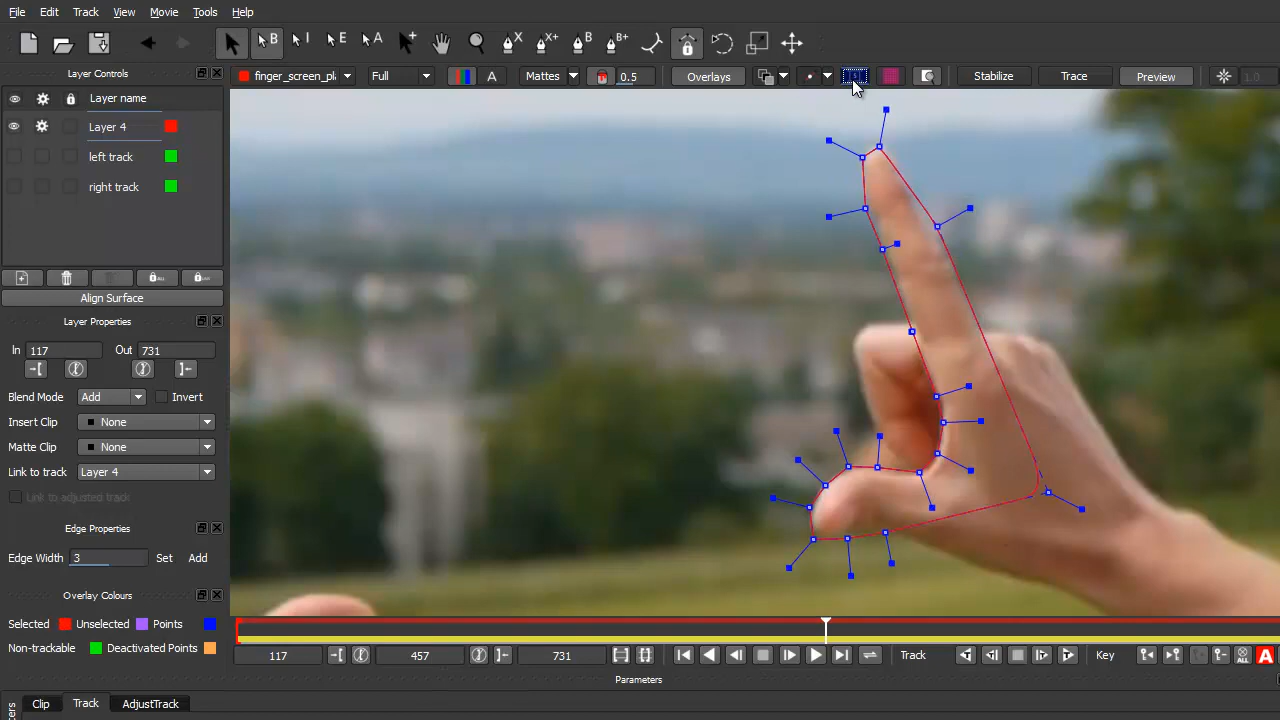 File Edit Track View Movie Tools Help
B I E A X X+ B B+
Layer Controls
finger_screen_pl Full A Mattes 0.5 Overlays Stabilize Trace Preview 1.0
Layer name
Layer 4
left track
right track
ALL
Align Surface
Layer Properties
In 117 Out 731
Blend Mode Add Invert
Insert Clip None
Matte Clip None
Link to track Layer 4
Link to adjusted track
Edge Properties
Edge Width 3 Set Add
Overlay Colours
Selected Unselected Points
Non-trackable Deactivated Points
117 457 731 Track Key ALL A
Parameters
Clip Track AdjustTrack